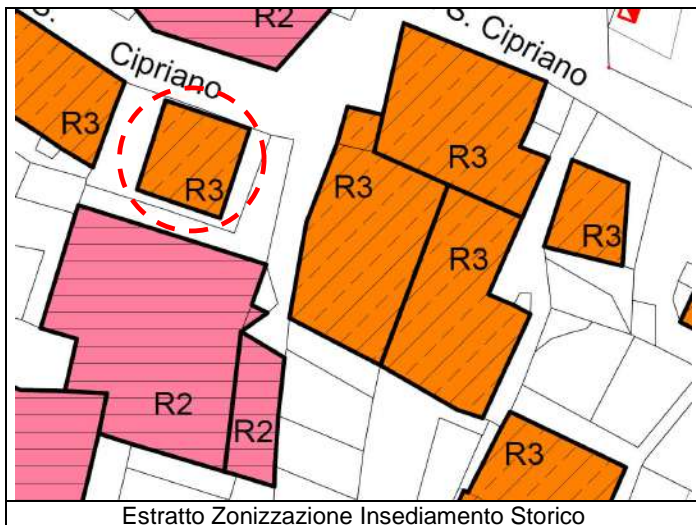 S.
Cipriano
R2
S. Cipriano
R3
R3
R3
R3
R3
R3
R2
R2
R3
Estratto Zonizzazione Insediamento Storico